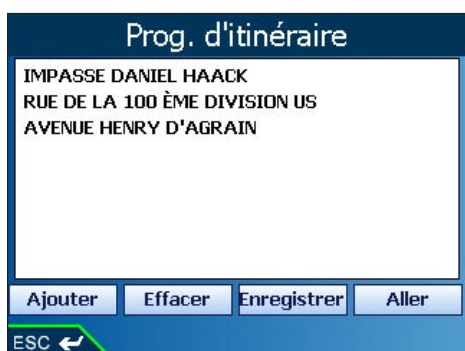 Prog. d'itinéraire
IMPASSE DANIEL HAACK
RUE DE LA 100 ÈME DIVISION US
AVENUE HENRY D'AGRAIN
Ajouter Effacer Enregistrer Aller
ESC